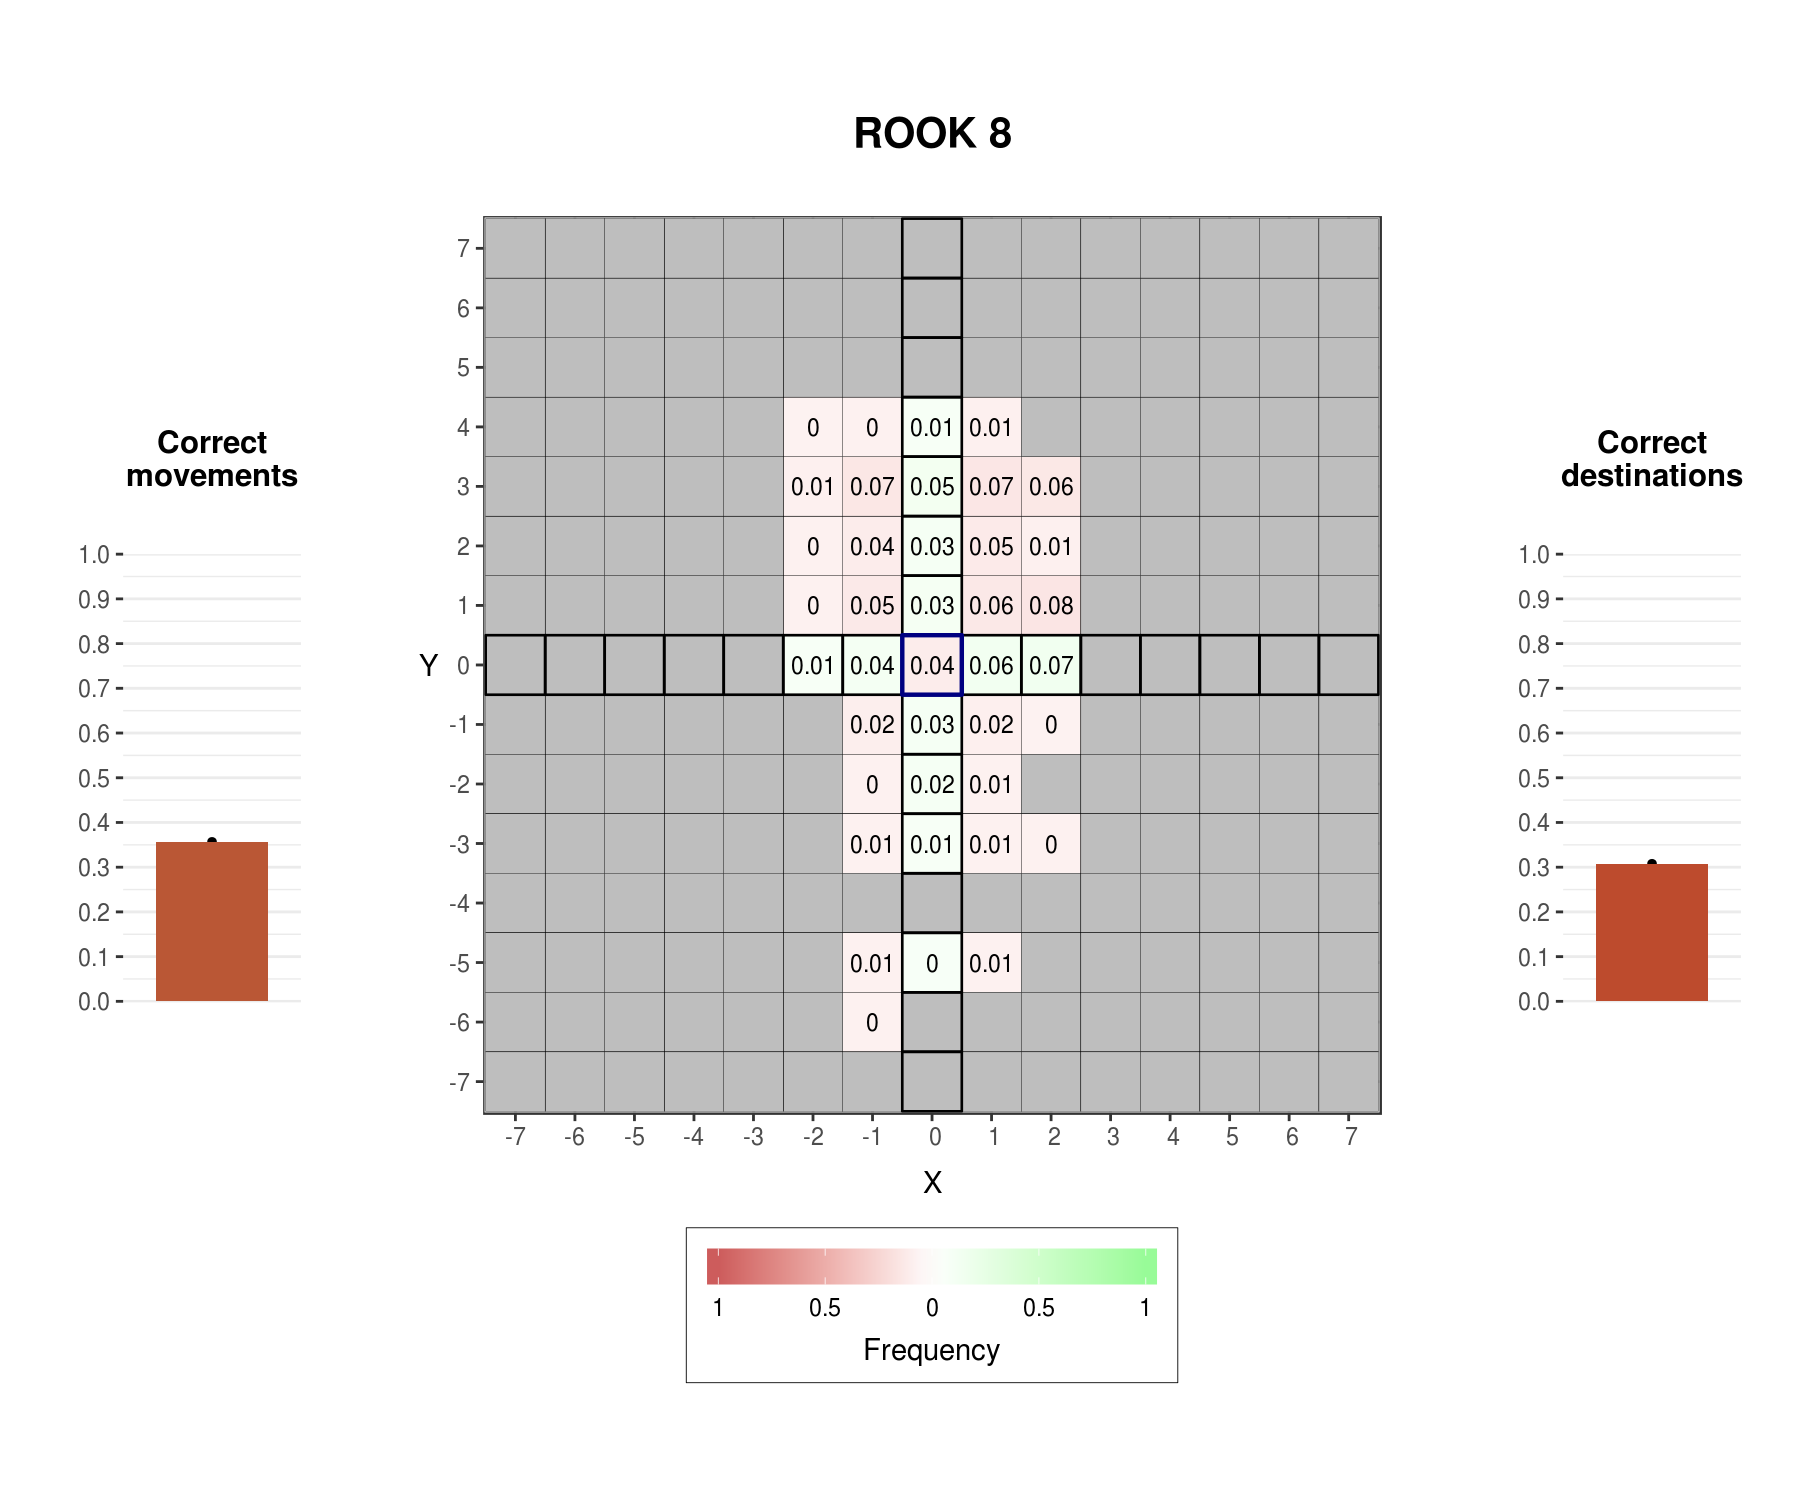 ROOK 8
Correct
movements
1.0
0.9
0.8
0.7
0.6
0.5
0.4
0.3
0.2
0.1
0.0
Y
7
6
5
4 0 0 0.01 0.01
3 0.01 0.07 0.05 0.07 0.06
2 0 0.04 0.03 0.05 0.01
1 0 0.05 0.03 0.06 0.08
0 0.01 0.04 0.04 0.06 0.07
-1 0.02 0.03 0.02 0
-2 0 0.02 0.01
-3 0.01 0.01 0.01 0
-4
-5 0.01 0 0.01
-6 0
-7
-7 -6 -5 -4 -3 -2 -1 0 1 2 3 4 5 6 7
X
1 0.5 0 0.5 1
Frequency
Correct
destinations
1.0
0.9
0.8
0.7
0.6
0.5
0.4
0.3
0.2
0.1
0.0